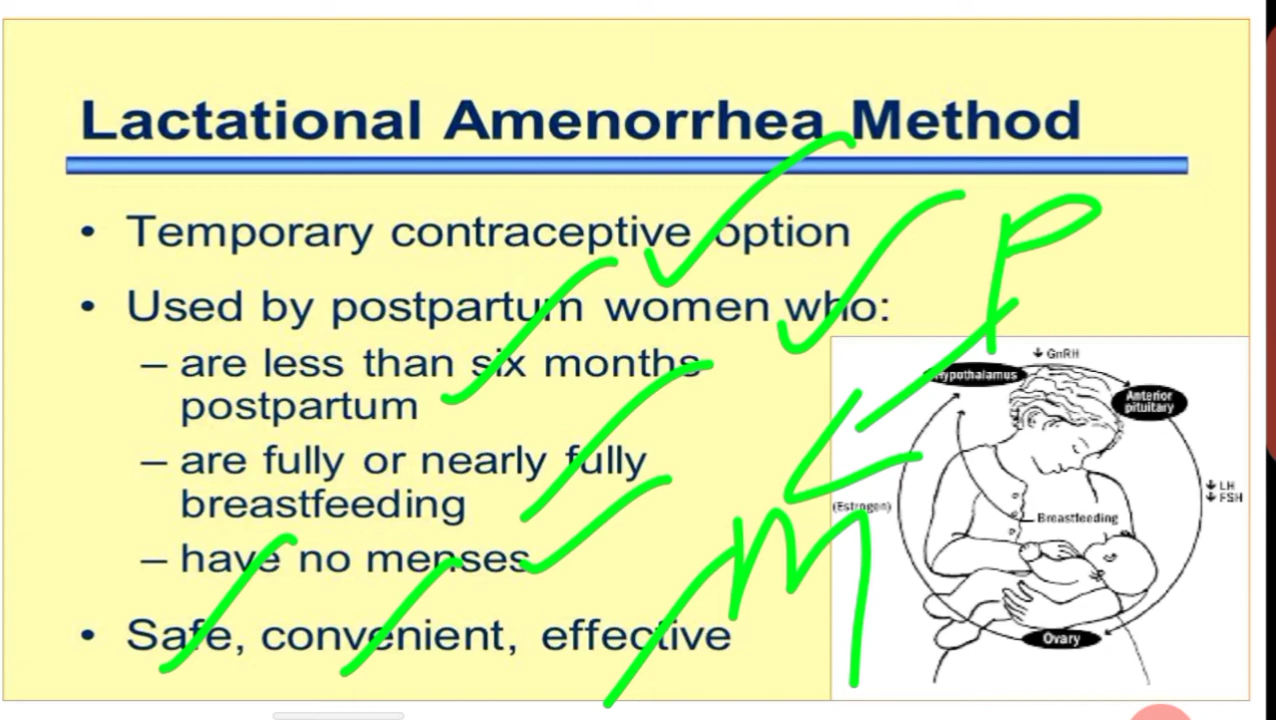 Lactational Amenorrhea Method
• Temporary contraceptive option
• Used by postpartum women who:
– are less than six months
postpartum
– are fully or nearly fully
breastfeeding
– have no menses
• Safe, convenient, effective
P
L
M
↓ GnRH
Hypothalamus
Anterior
pituitary
↓ LH
↓ FSH
(Estrogen)
Breastfeeding
Ovary